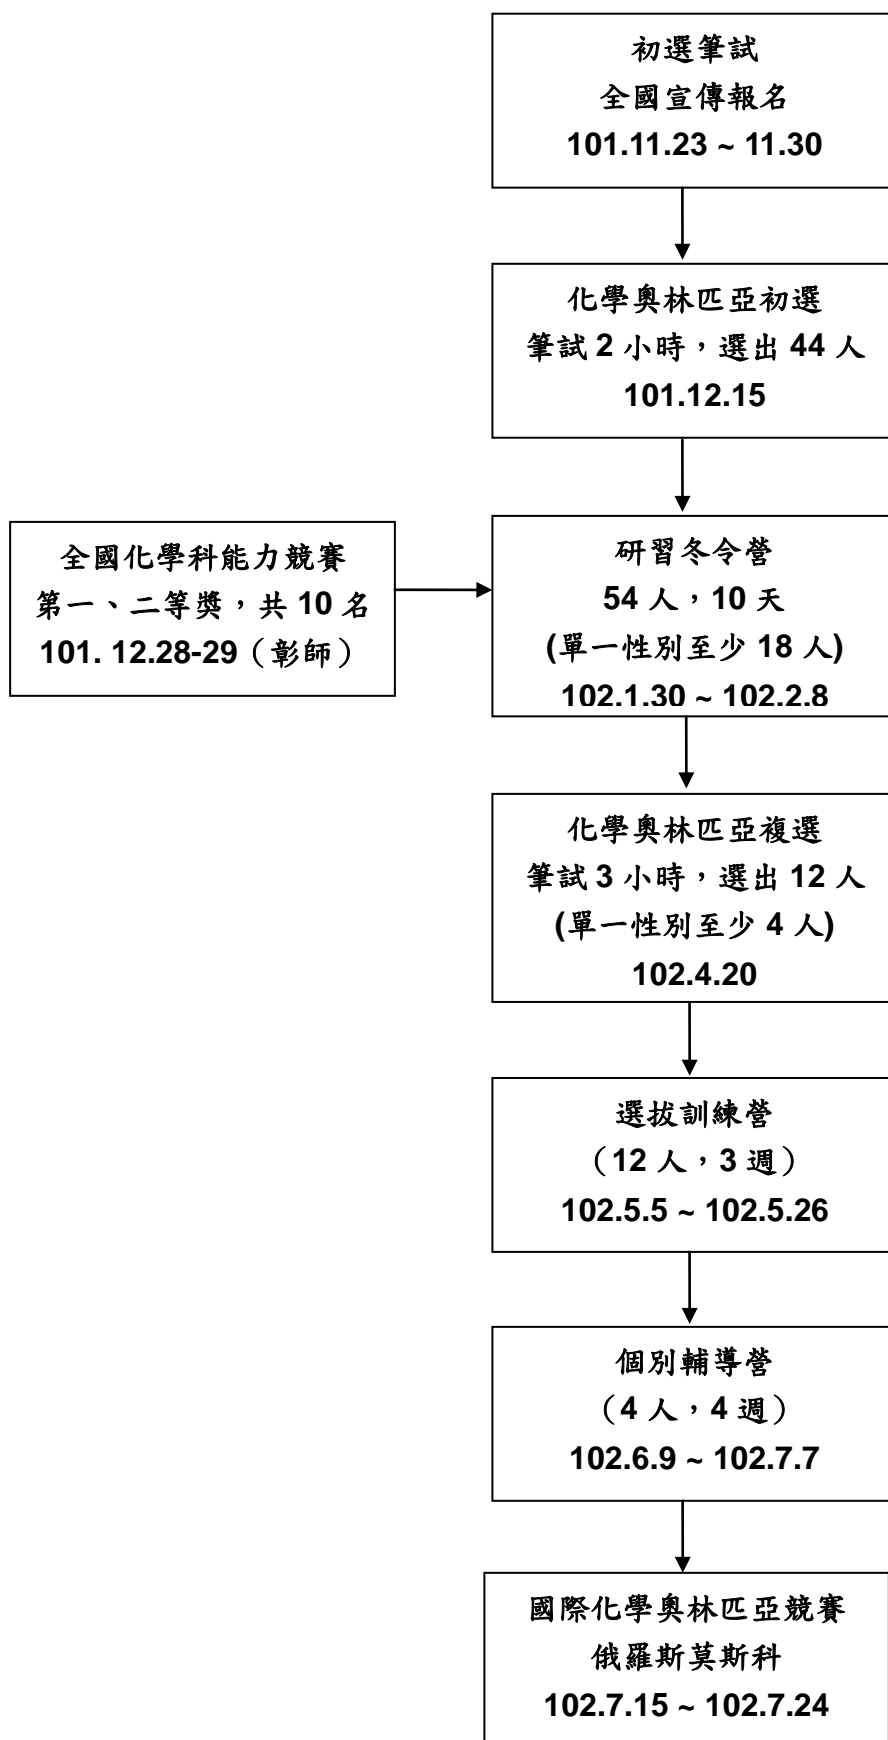 初選筆試
全國宣傳報名
101.11.23 ~ 11.30
化學奧林匹亞初選
筆試 2 小時，選出 44 人
101.12.15
全國化學科能力競賽
第一、二等獎，共 10 名
101. 12.28-29（彰師）
研習冬令營
54 人，10 天
(單一性別至少 18 人)
102.1.30 ~ 102.2.8
化學奧林匹亞複選
筆試 3 小時，選出 12 人
(單一性別至少 4 人)
102.4.20
選拔訓練營
（12 人，3 週）
102.5.5 ~ 102.5.26
個別輔導營
（4 人，4 週）
102.6.9 ~ 102.7.7
國際化學奧林匹亞競賽
俄羅斯莫斯科
102.7.15 ~ 102.7.24